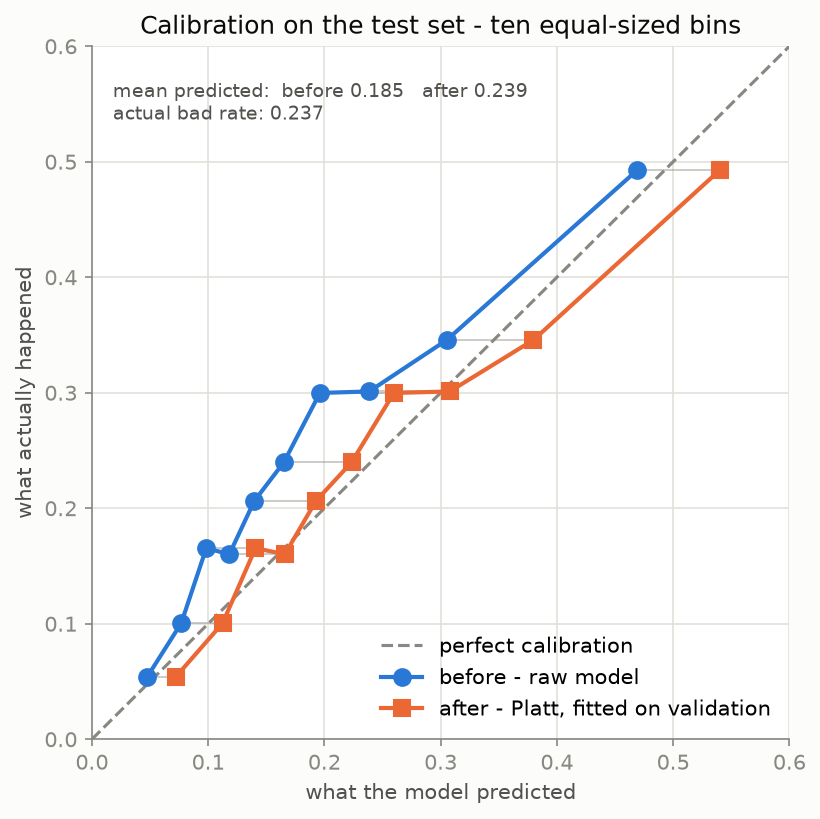 Calibration on the test set - ten equal-sized bins
mean predicted:  before 0.185   after 0.239
actual bad rate: 0.237
what actually happened
0.6
0.5
0.4
0.3
0.2
0.1
0.0
perfect calibration
before - raw model
after - Platt, fitted on validation
0.0 0.1 0.2 0.3 0.4 0.5 0.6
what the model predicted